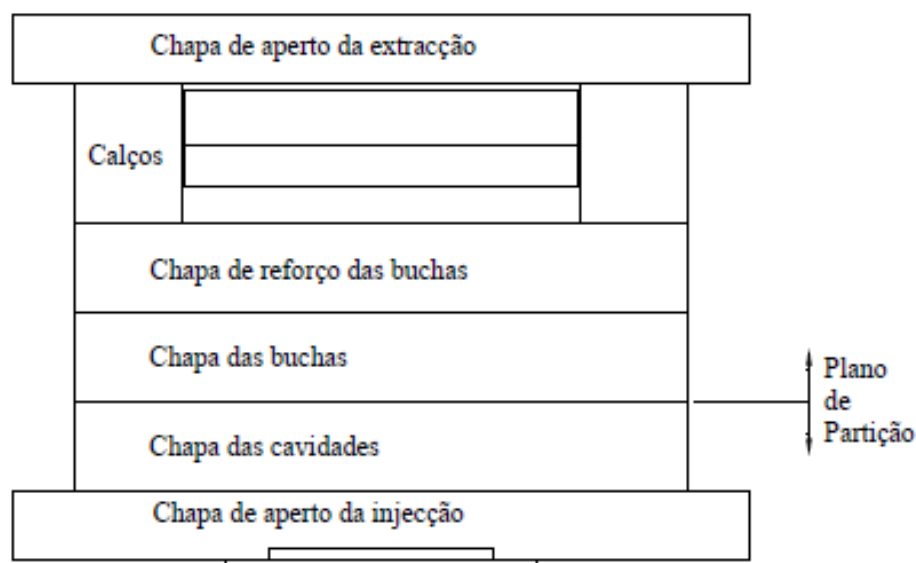 Chapa de aperto da extracção
Calços
Chapa de reforço das buchas
Chapa das buchas
Plano
de
Partição
Chapa das cavidades
Chapa de aperto da injecção